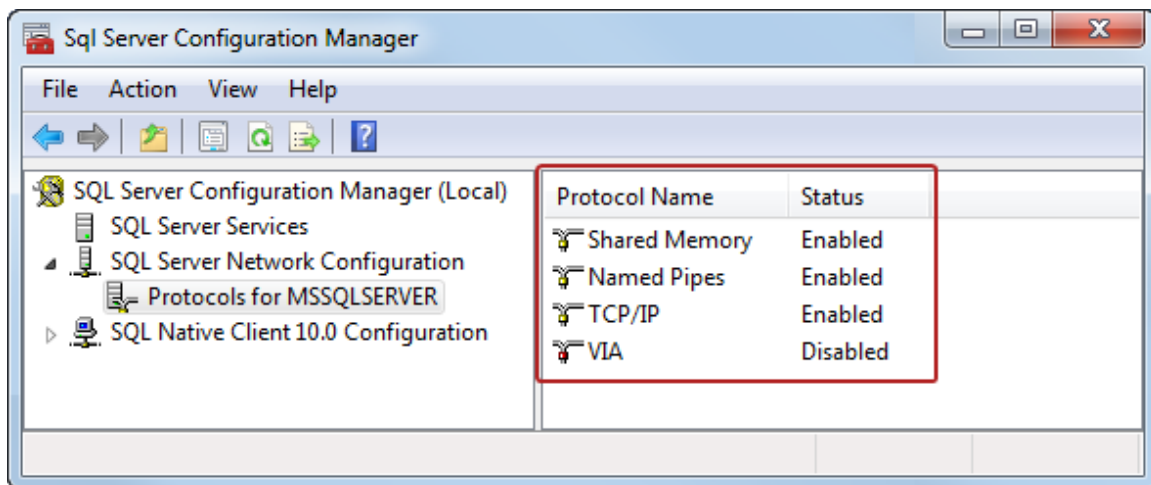 Sql Server Configuration Manager
File Action View Help
SQL Server Configuration Manager (Local)
SQL Server Services
SQL Server Network Configuration
Protocols for MSSQLSERVER
SQL Native Client 10.0 Configuration
Protocol Name Status
Shared Memory Enabled
Named Pipes Enabled
TCP/IP Enabled
VIA Disabled